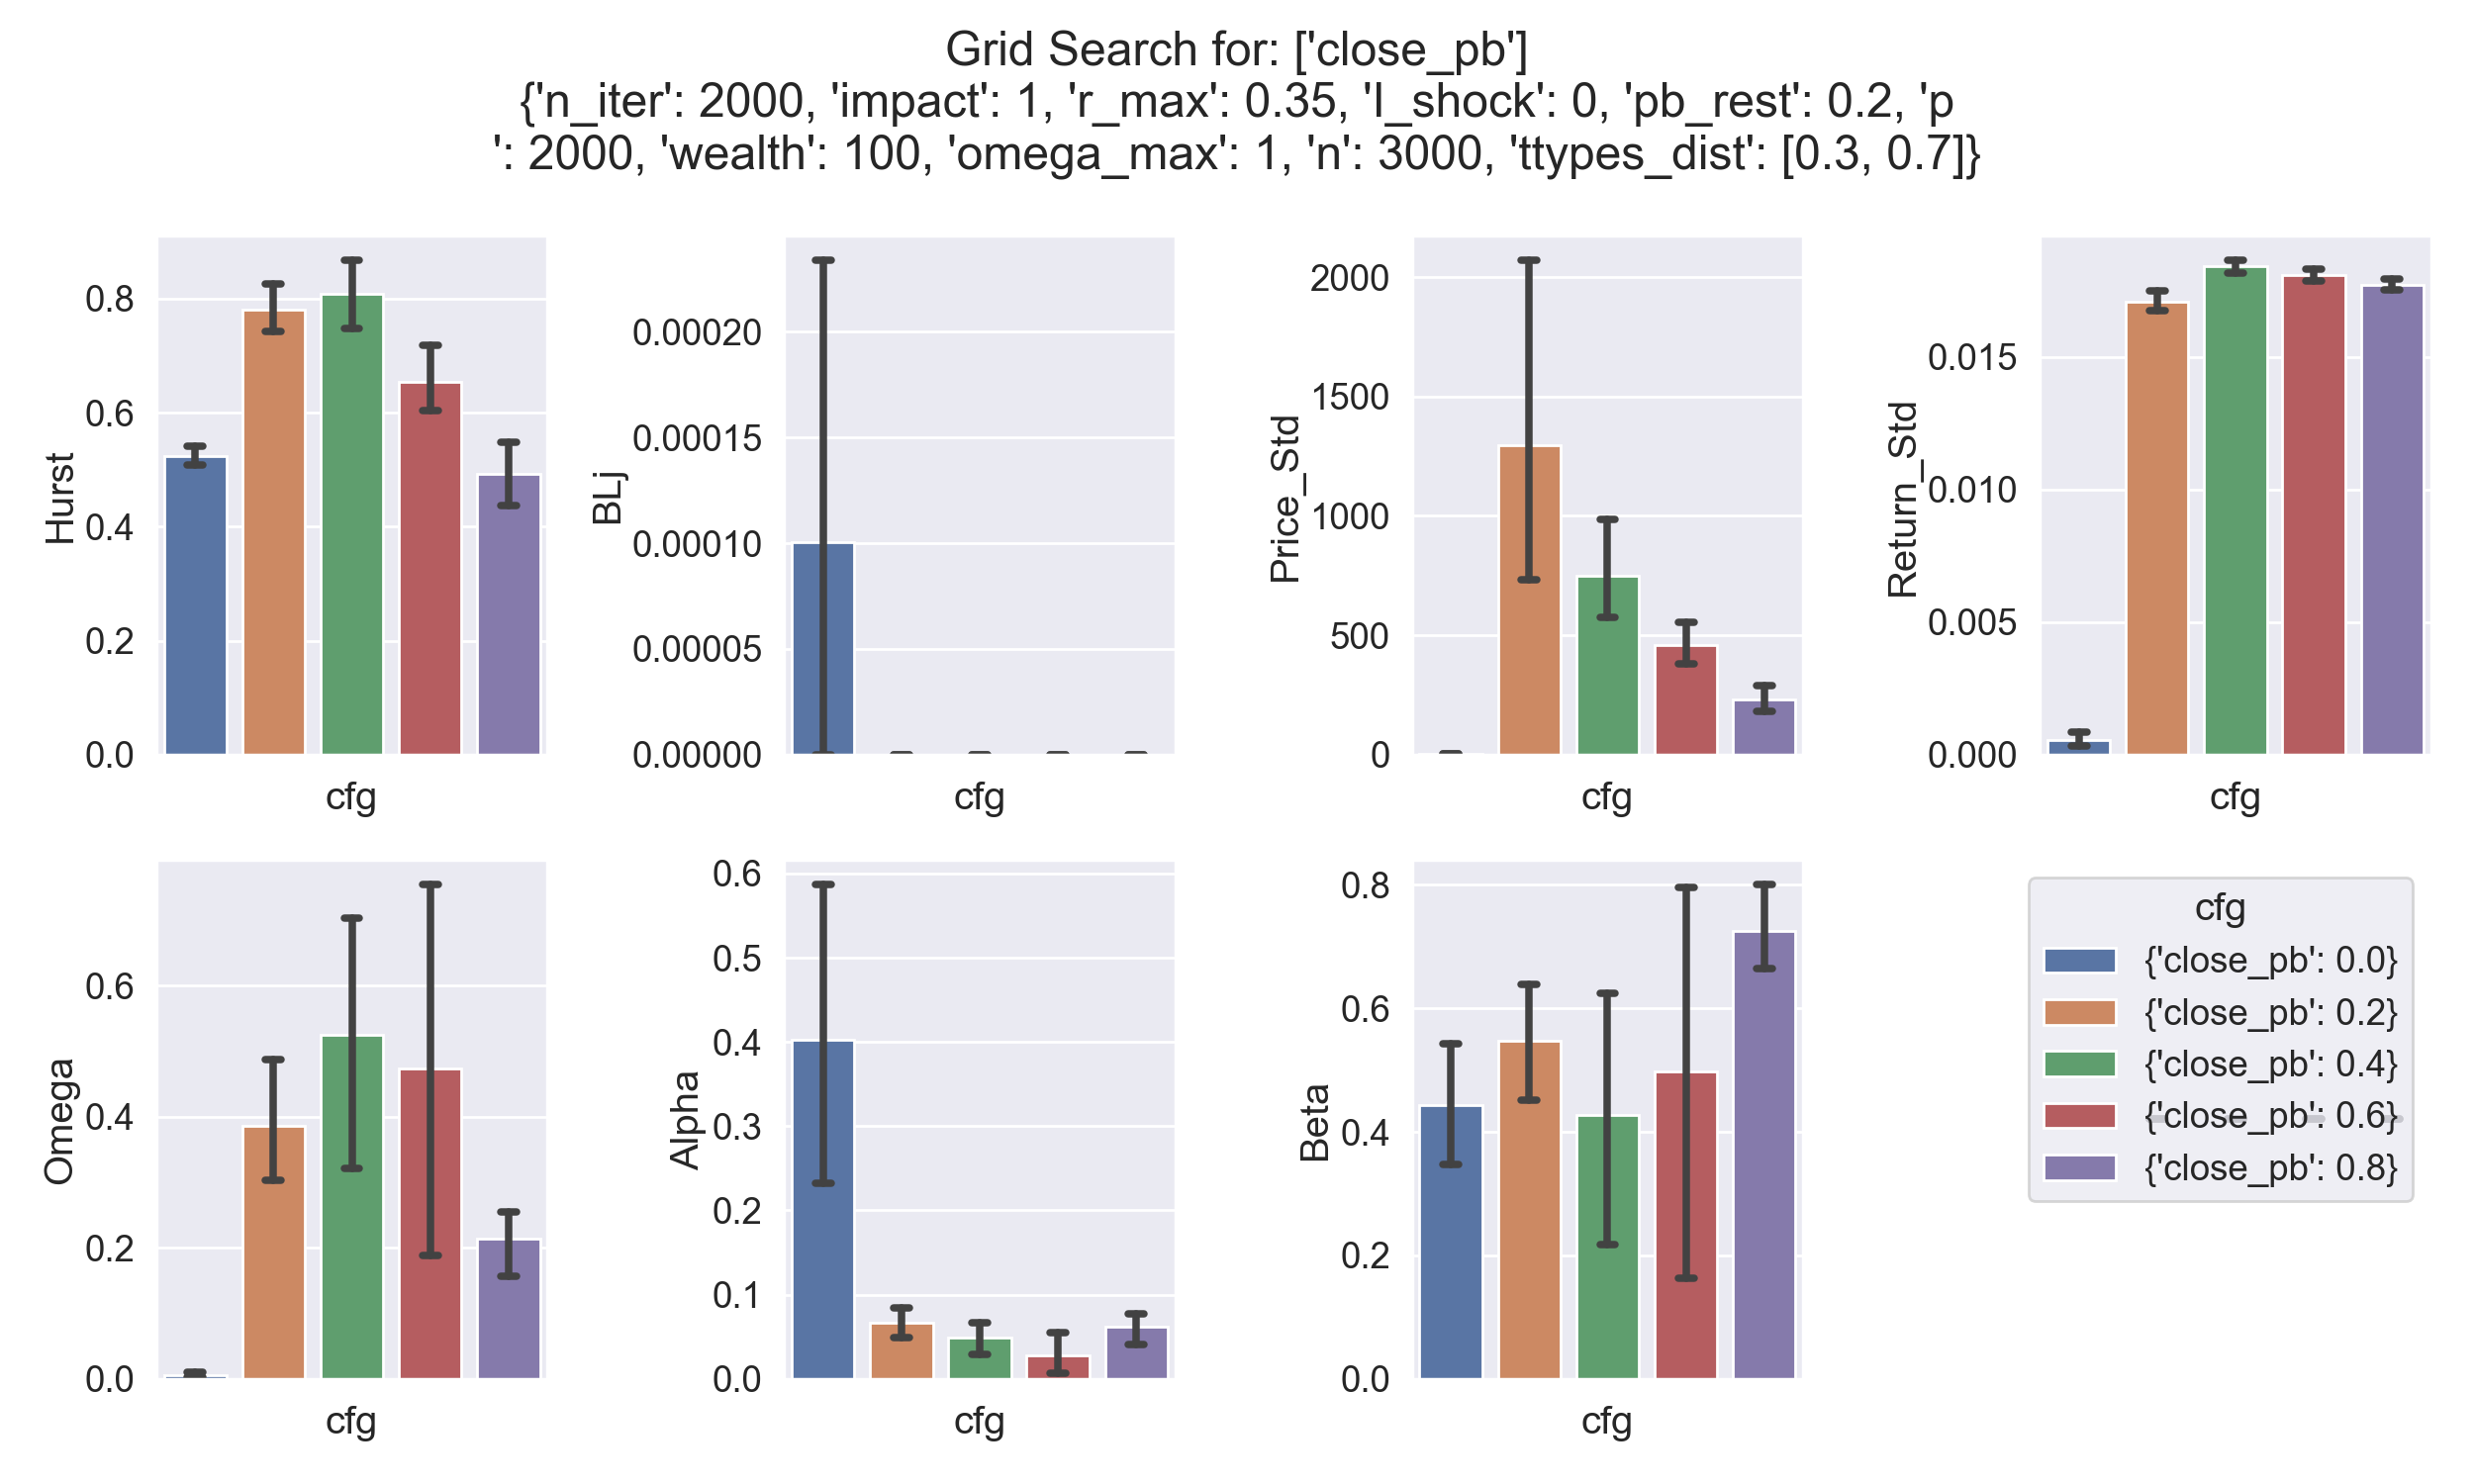 Grid Search for: ['close_pb']
{'n_iter': 2000, 'impact': 1, 'r_max': 0.35, 'l_shock': 0, 'pb_rest': 0.2, 'p
': 2000, 'wealth': 100, 'omega_max': 1, 'n': 3000, 'ttypes_dist': [0.3, 0.7]}
Hurst
0.8
0.6
0.4
0.2
0.0
cfg
BLj
0.00020
0.00015
0.00010
0.00005
0.00000
cfg
Price_Std
2000
1500
1000
500
0
cfg
Return_Std
0.015
0.010
0.005
0.000
cfg
Omega
0.6
0.4
0.2
0.0
cfg
Alpha
0.6
0.5
0.4
0.3
0.2
0.1
0.0
cfg
Beta
0.8
0.6
0.4
0.2
0.0
cfg
cfg
{'close_pb': 0.0}
{'close_pb': 0.2}
{'close_pb': 0.4}
{'close_pb': 0.6}
{'close_pb': 0.8}